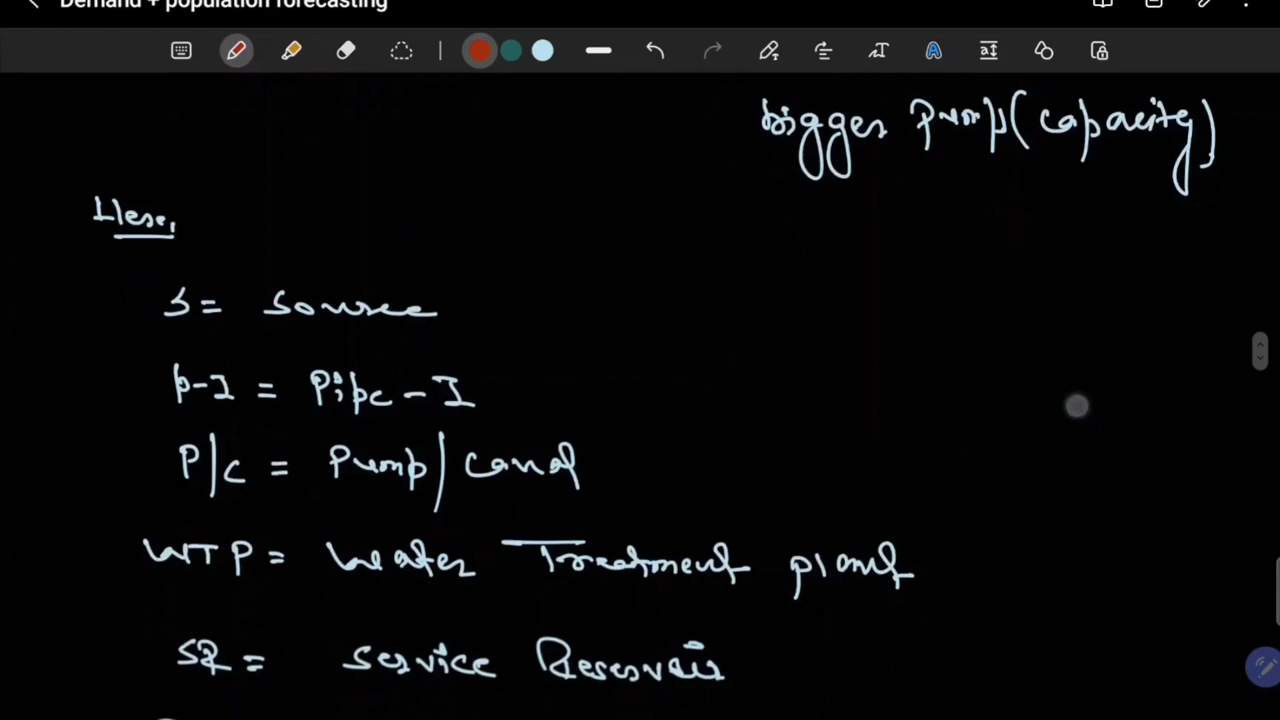 Demand + population forecasting
bigger Pump (capacity)
Here,
S = Source
P-I = Pipe - I
P/C = Pump/canal
WTP = Water Treatment plant
SR = Service Reservoir